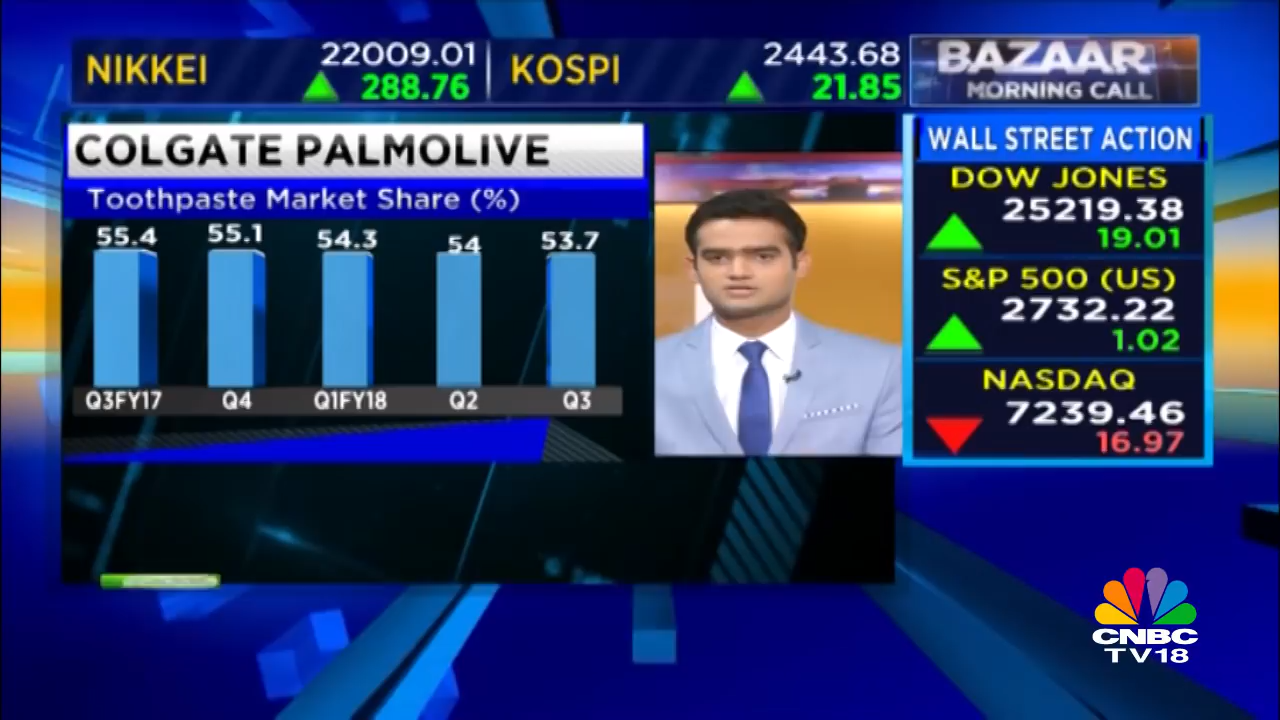 NIKKEI 22009.01
288.76
KOSPI 2443.68
21.85
BAZAAR
MORNING CALL
COLGATE PALMOLIVE
Toothpaste Market Share (%)
55.4 55.1 54.3 54 53.7
Q3FY17 Q4 Q1FY18 Q2 Q3
WALL STREET ACTION
DOW JONES
25219.38
19.01
S&P 500 (US)
2732.22
1.02
NASDAQ
7239.46
16.97
CNBC
TV18